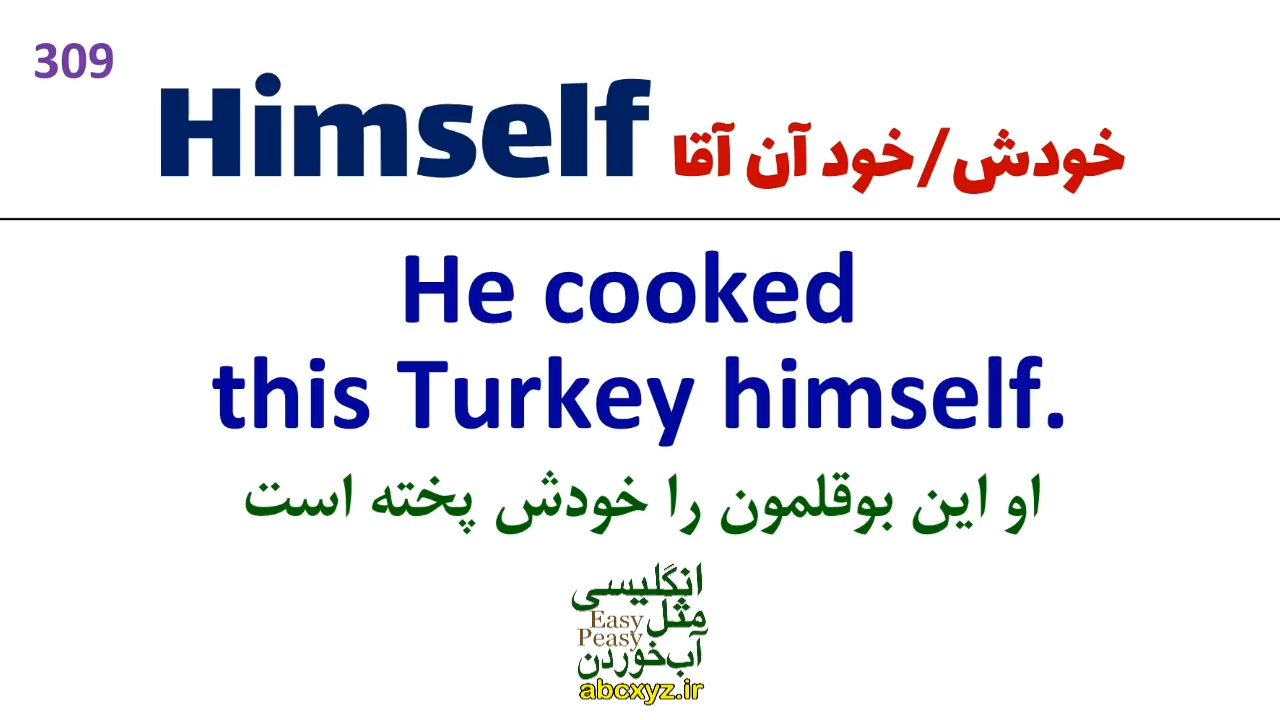 309
Himself خودش/خود آن آقا
He cooked
this Turkey himself.
او این بوقلمون را خودش پخته است
انگلیسی
Easy مثل
Peasy
آب‌خوردن
abcxyz.ir